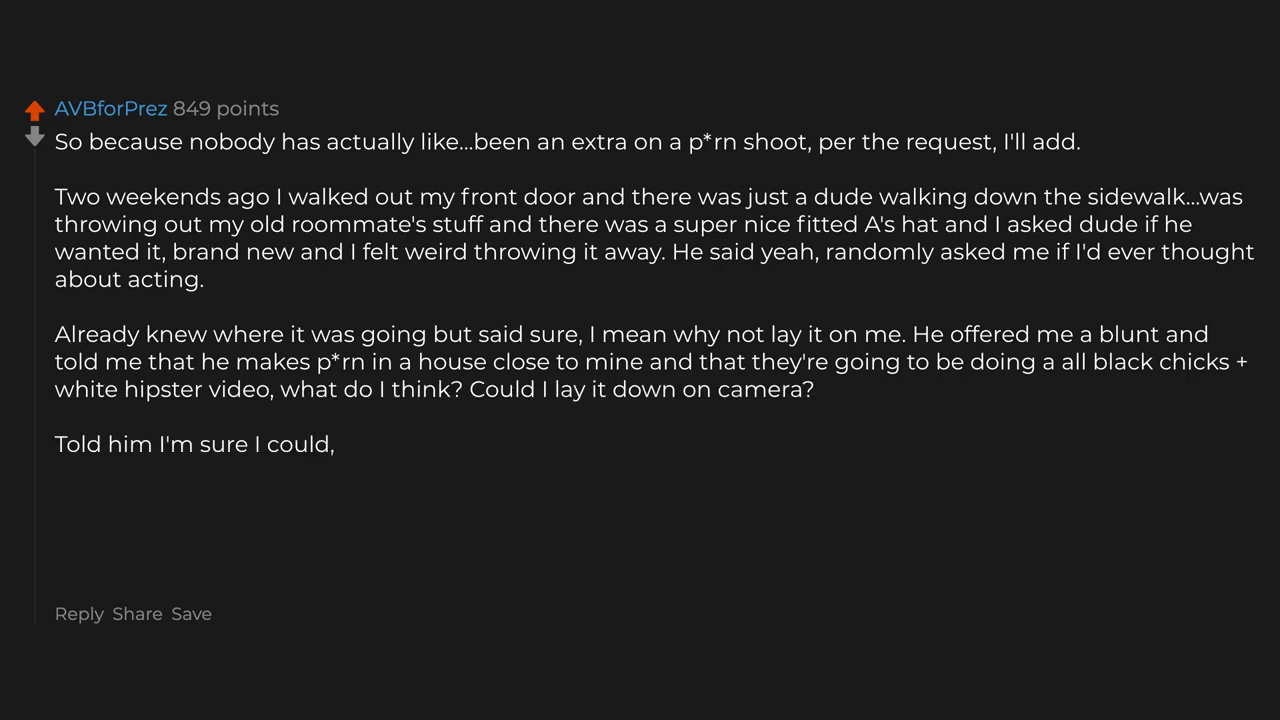 AVBforPrez 849 points
So because nobody has actually like...been an extra on a p*rn shoot, per the request, I'll add.
Two weekends ago I walked out my front door and there was just a dude walking down the sidewalk...was
throwing out my old roommate's stuff and there was a super nice fitted A's hat and I asked dude if he
wanted it, brand new and I felt weird throwing it away. He said yeah, randomly asked me if I'd ever thought
about acting.
Already knew where it was going but said sure, I mean why not lay it on me. He offered me a blunt and
told me that he makes p*rn in a house close to mine and that they're going to be doing a all black chicks +
white hipster video, what do I think? Could I lay it down on camera?
Told him I'm sure I could,
Reply Share Save